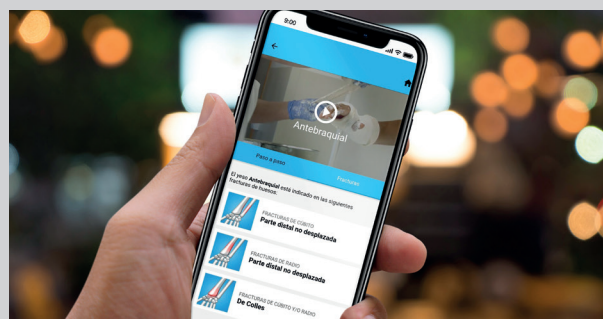 9:00
Antebraquial
Paso a paso
Fracturas
El yeso Antebraquial está indicado en las siguientes
fracturas de huesos:
FRACTURAS DE CÚBITO
Parte distal no desplazada
FRACTURAS DE RADIO
Parte distal no desplazada
FRACTURAS DE CÚBITO Y/O RADIO
De Colles